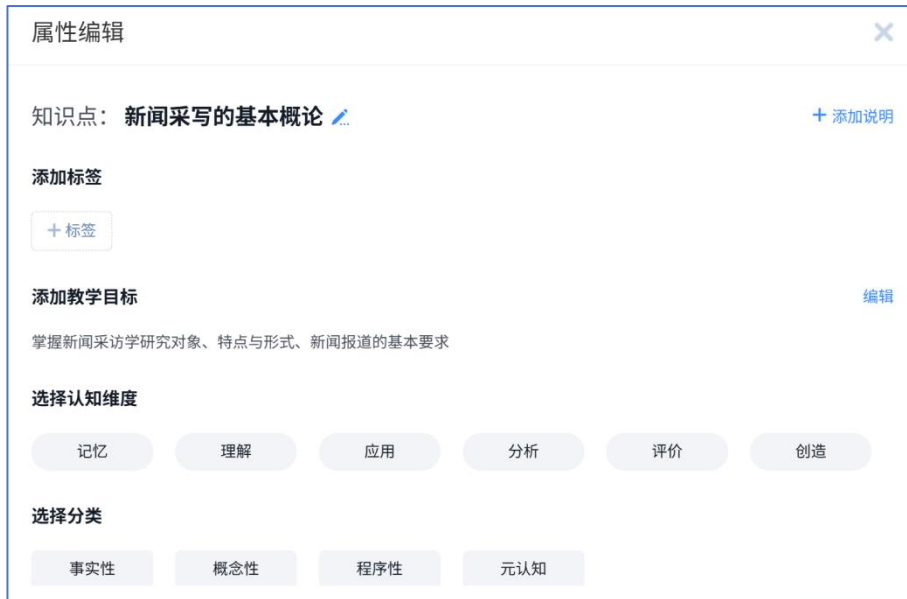 属性编辑
知识点： 新闻采写的基本概论 + 添加说明
添加标签
+ 标签
添加教学目标 编辑
掌握新闻采访学研究对象、特点与形式、新闻报道的基本要求
选择认知维度
记忆 理解 应用 分析 评价 创造
选择分类
事实性 概念性 程序性 元认知